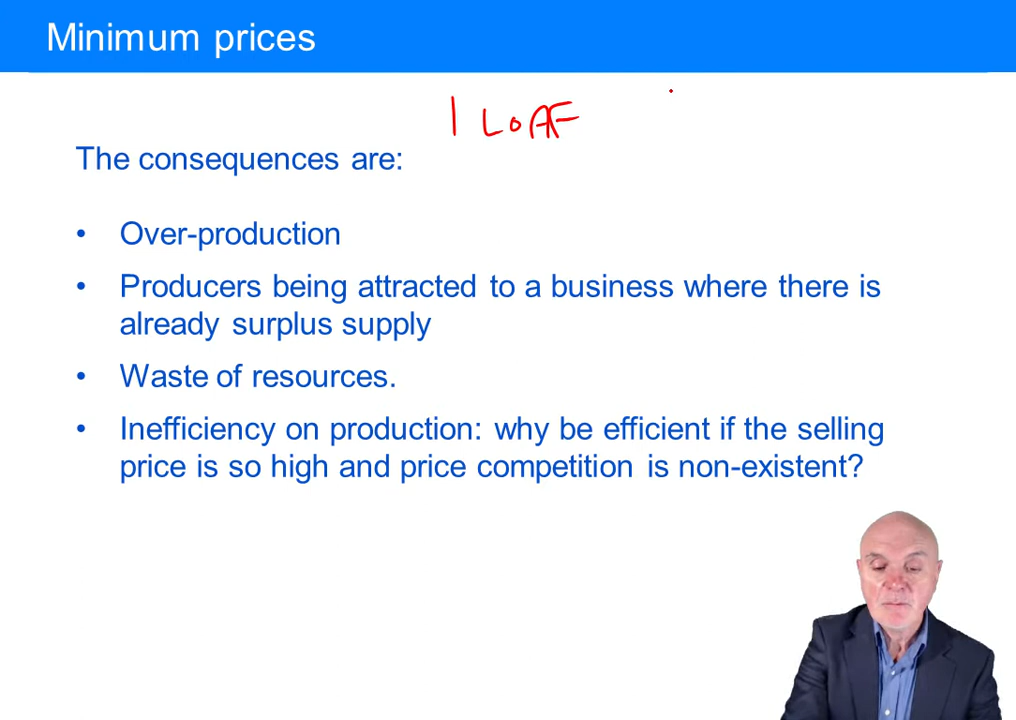 Minimum prices
1 LOAF
The consequences are:
• Over-production
• Producers being attracted to a business where there is
already surplus supply
• Waste of resources.
• Inefficiency on production: why be efficient if the selling
price is so high and price competition is non-existent?